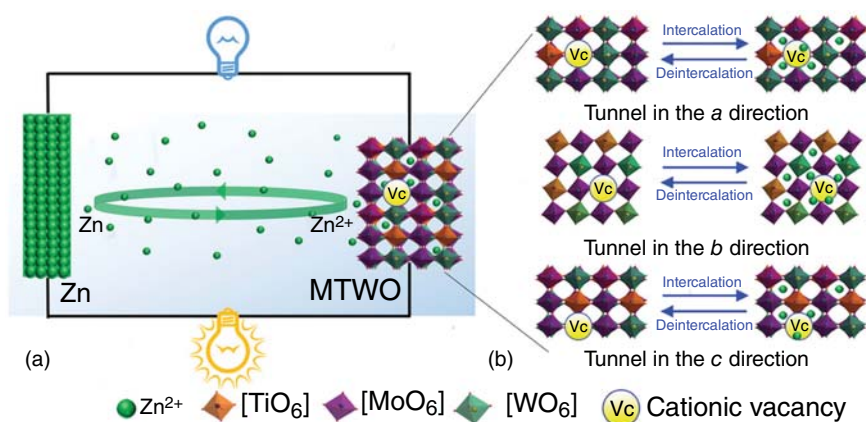 Vc
Intercalation
Deintercalation
Vc
Tunnel in the a direction
Vc
Zn
Zn²⁺
Zn
MTWO
Intercalation
Deintercalation
Vc
Vc
Tunnel in the b direction
Intercalation
Deintercalation
Vc
Vc
(a)
(b)
Tunnel in the c direction
Zn²⁺ [TiO₆] [MoO₆] [WO₆] Vc Cationic vacancy